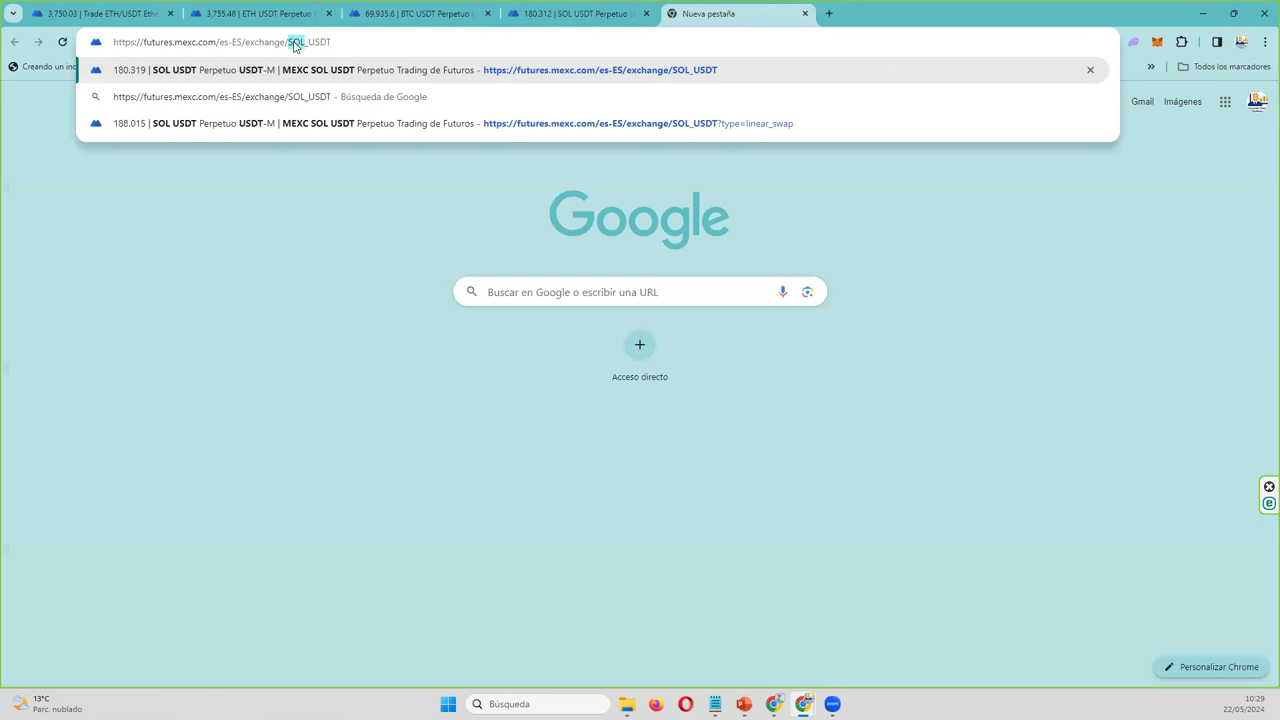 3,750.03 | Trade ETH/USDT Ethe
3,755.46 | ETH USDT Perpetuo
69,935.6 | BTC USDT Perpetuo
180.312 | SOL USDT Perpetuo U
Nueva pestaña
https://futures.mexc.com/es-ES/exchange/SOL_USDT
Creando un inc
180.319 | SOL USDT Perpetuo USDT-M | MEXC SOL USDT Perpetuo Trading de Futuros - https://futures.mexc.com/es-ES/exchange/SOL_USDT
Todos los marcadores
https://futures.mexc.com/es-ES/exchange/SOL_USDT - Búsqueda de Google
Gmail Imágenes
188.015 | SOL USDT Perpetuo USDT-M | MEXC SOL USDT Perpetuo Trading de Futuros - https://futures.mexc.com/es-ES/exchange/SOL_USDT?type=linear_swap
Google
Buscar en Google o escribir una URL
Acceso directo
Personalizar Chrome
13°C
Parc. nublado
Búsqueda
zoom
10:29
22/05/2024